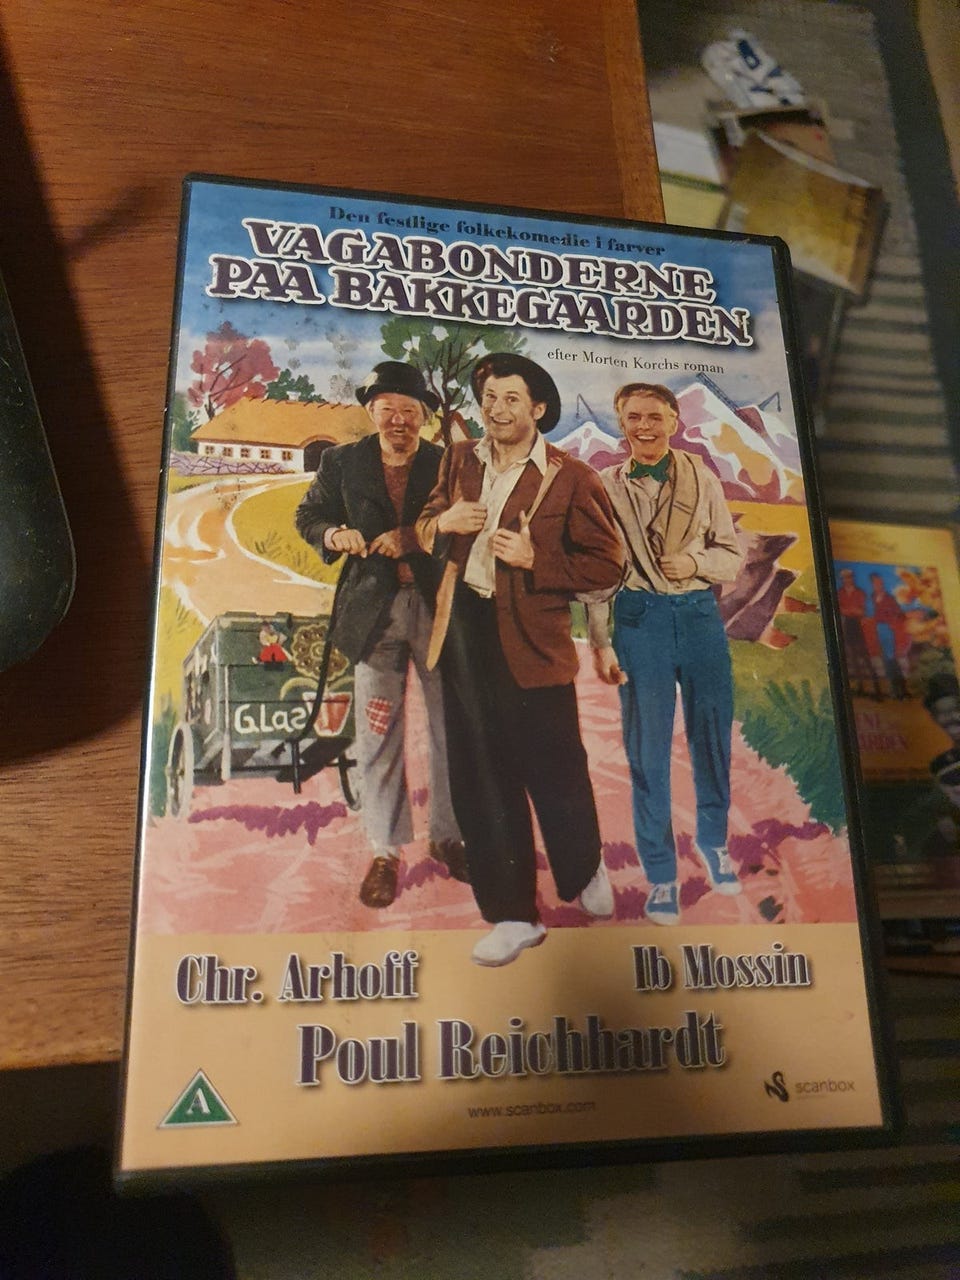 Den festlige folkekomedie i farver
VAGABONDERNE
PAA BAKKEGAARDEN
efter Morten Korchs roman
Glas
Chr. Arhoff
Ib Mossin
Poul Reichhardt
A
www.scanbox.com
scanbox